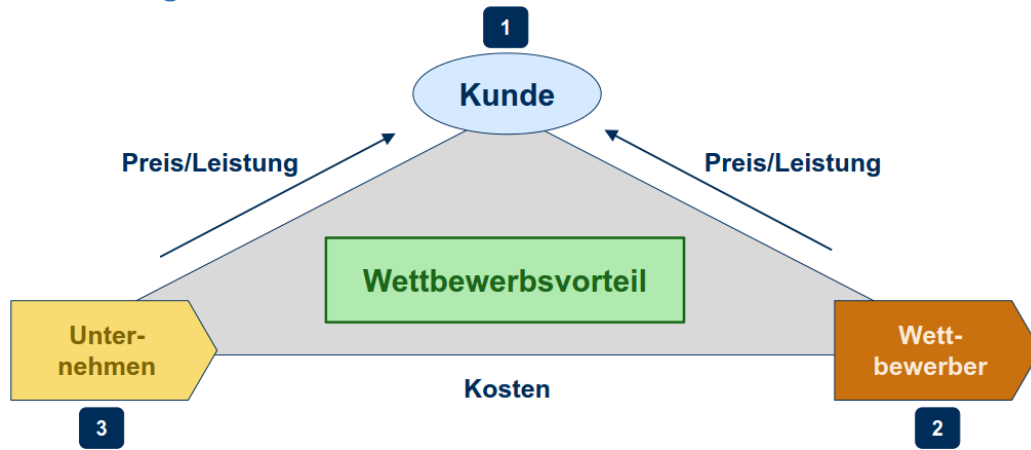 1
Kunde
Preis/Leistung
Preis/Leistung
Wettbewerbsvorteil
Unter-
nehmen
Wett-
bewerber
Kosten
3
2